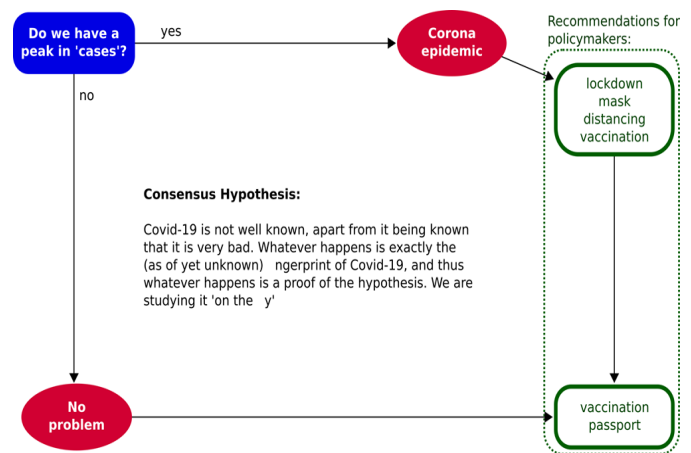 Do we have a
peak in 'cases'?
yes
Corona
epidemic
Recommendations for
policymakers:
lockdown
mask
distancing
vaccination
no
Consensus Hypothesis:
Covid-19 is not well known, apart from it being known
that it is very bad. Whatever happens is exactly the
(as of yet unknown) ngerprint of Covid-19, and thus
whatever happens is a proof of the hypothesis. We are
studying it 'on the y'
No
problem
vaccination
passport